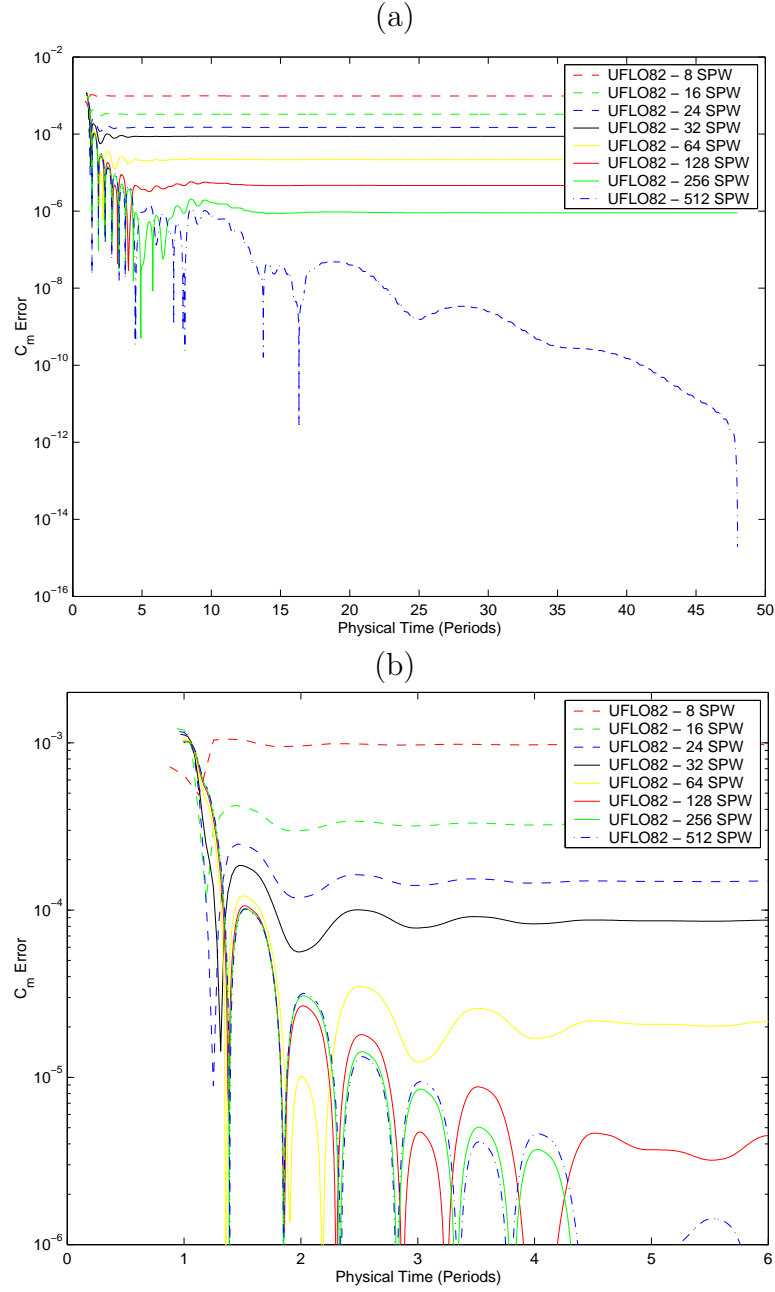 (a)
10^−2
10^−4
10^−6
10^−8
10^−10
10^−12
10^−14
10^−16
C_m Error
UFLO82 − 8 SPW
UFLO82 − 16 SPW
UFLO82 − 24 SPW
UFLO82 − 32 SPW
UFLO82 − 64 SPW
UFLO82 − 128 SPW
UFLO82 − 256 SPW
UFLO82 − 512 SPW
0 5 10 15 20 25 30 35 40 45 50
Physical Time (Periods)
(b)
10^−3
10^−4
10^−5
10^−6
C_m Error
UFLO82 − 8 SPW
UFLO82 − 16 SPW
UFLO82 − 24 SPW
UFLO82 − 32 SPW
UFLO82 − 64 SPW
UFLO82 − 128 SPW
UFLO82 − 256 SPW
UFLO82 − 512 SPW
0 1 2 3 4 5 6
Physical Time (Periods)